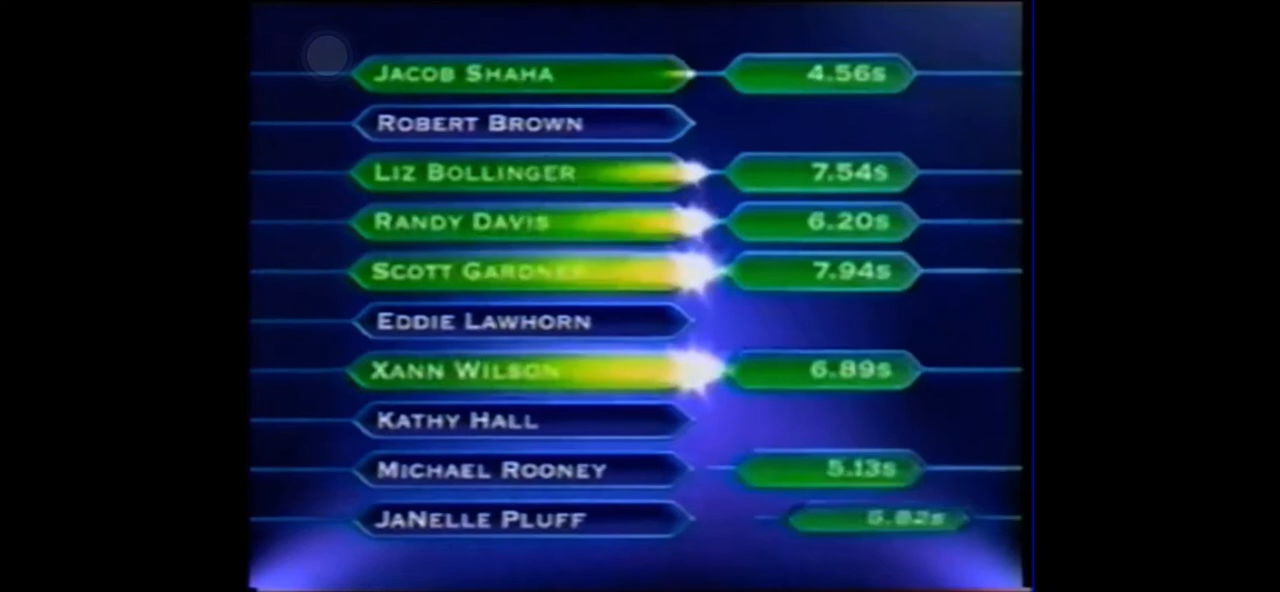 JACOB SHAHA 4.56s
ROBERT BROWN
LIZ BOLLINGER 7.54s
RANDY DAVIS 6.20s
SCOTT GARDNER 7.94s
EDDIE LAWHORN
XANN WILSON 6.89s
KATHY HALL
MICHAEL ROONEY 5.13s
JANELLE PLUFF